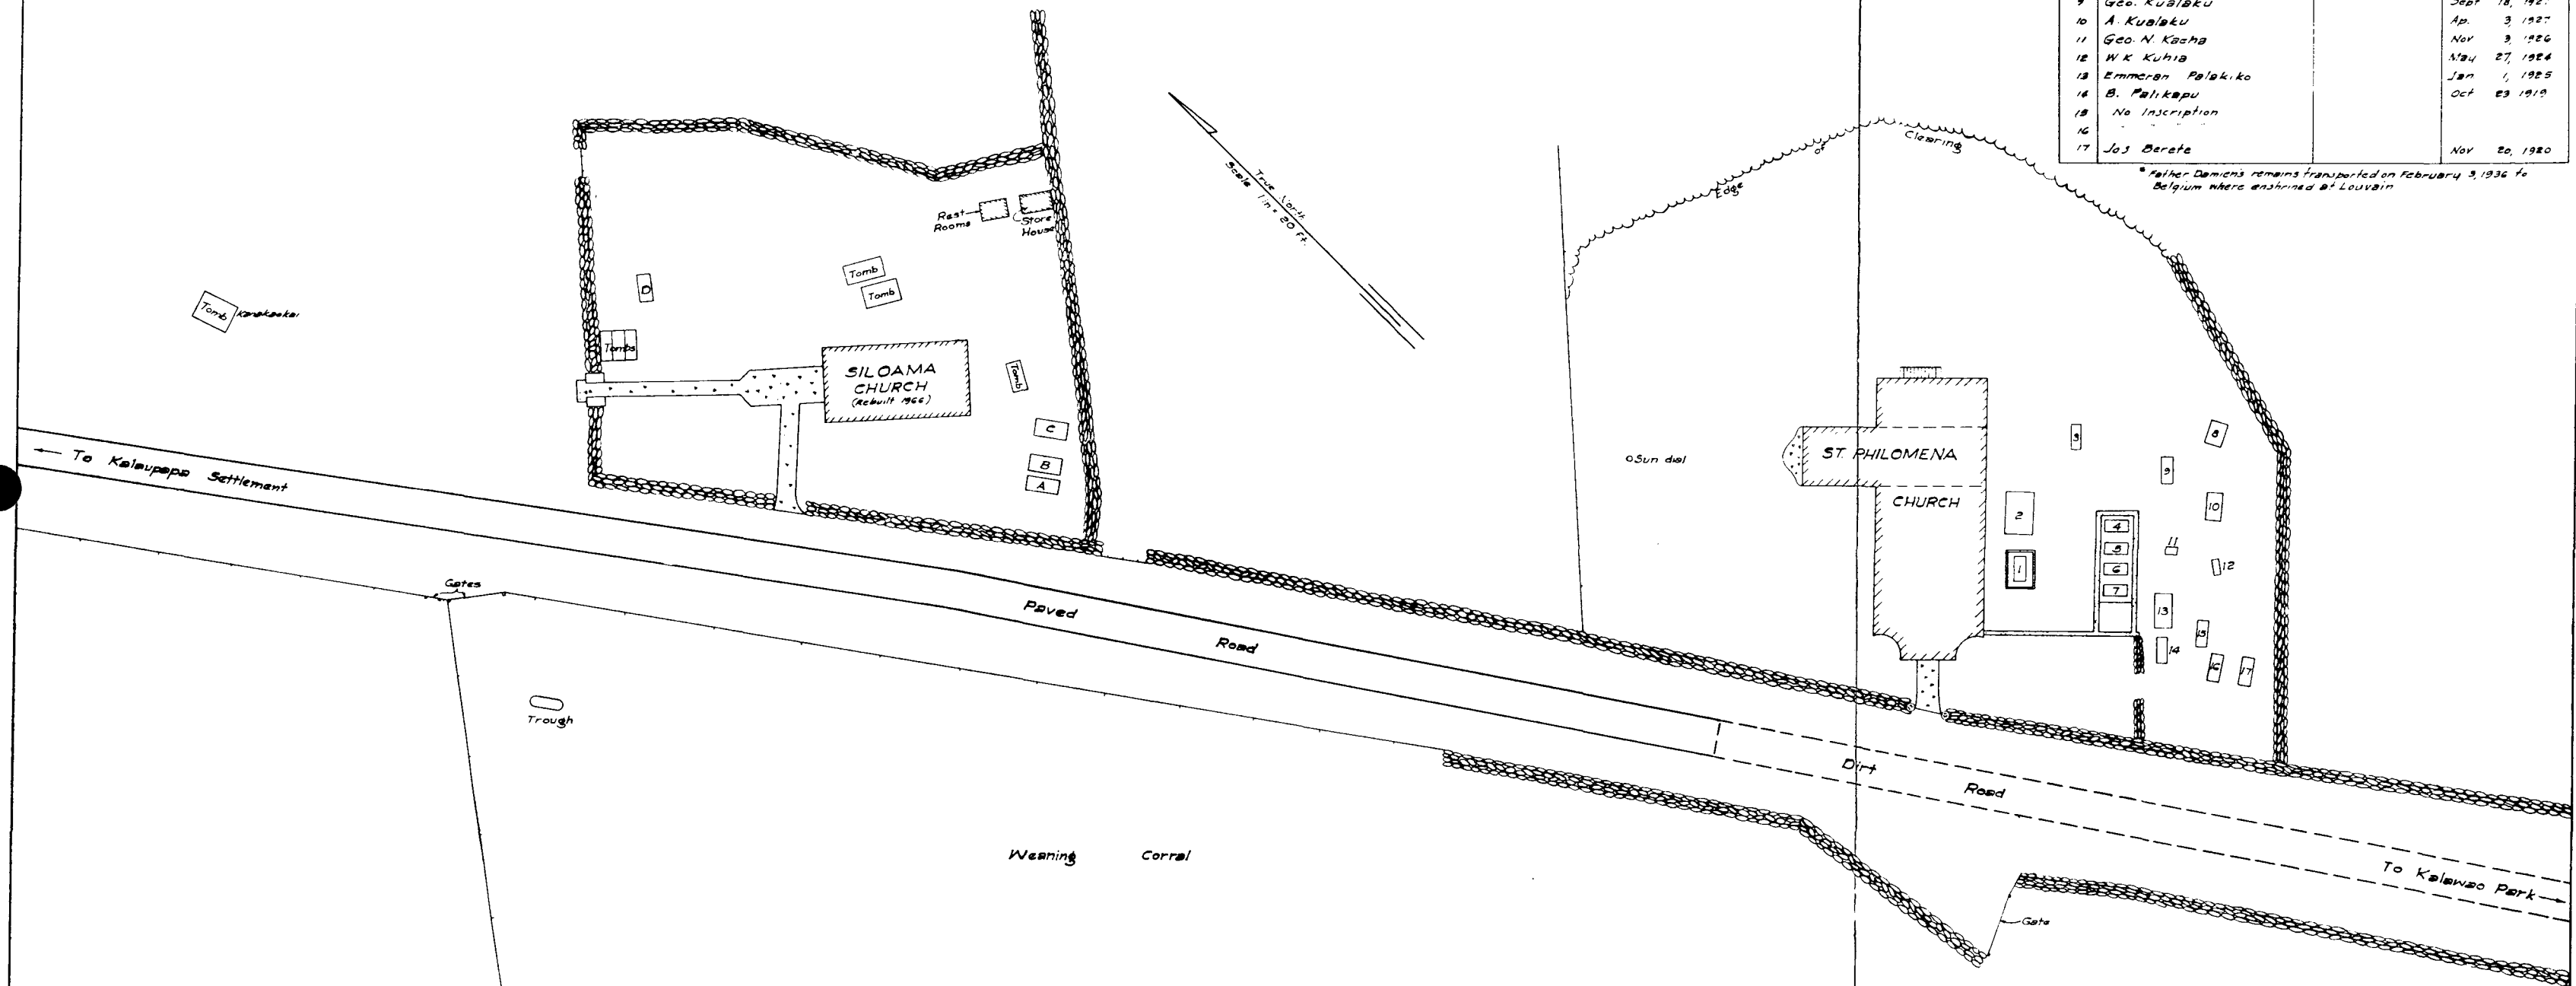 9 Geo. Kualaku Sept 18, 192
10 A. Kualaku Ap. 3, 1927
11 Geo. N. Kaaha Nov 3, 1926
12 W K Kuhia May 27, 1924
13 Emmeran Palakiko Jan 1, 1925
14 B. Palikapu Oct 23 1919
15 No Inscription
16 " "
17 Jos Berete Nov 20, 1920
* Father Damien's remains transported on February 3, 1936 to
Belgium where enshrined at Louvain
Edge of Clearing
True North
Scale 1 in = 20 ft.
Rest
Rooms
Store
House
Tomb
Tomb
D
Tomb Kanakaokai
Tombs
SILOAMA
CHURCH
(Rebuilt 1966)
Tomb
C
B
A
O Sun dial
ST. PHILOMENA
CHURCH
3
8
9
2
10
4
5
6
7
11
12
1
13
15
14
16
17
← To Kalaupapa Settlement
Gates
Paved Road
Trough
Dirt Road
Weaning Corral
To Kalawao Park →
Gate